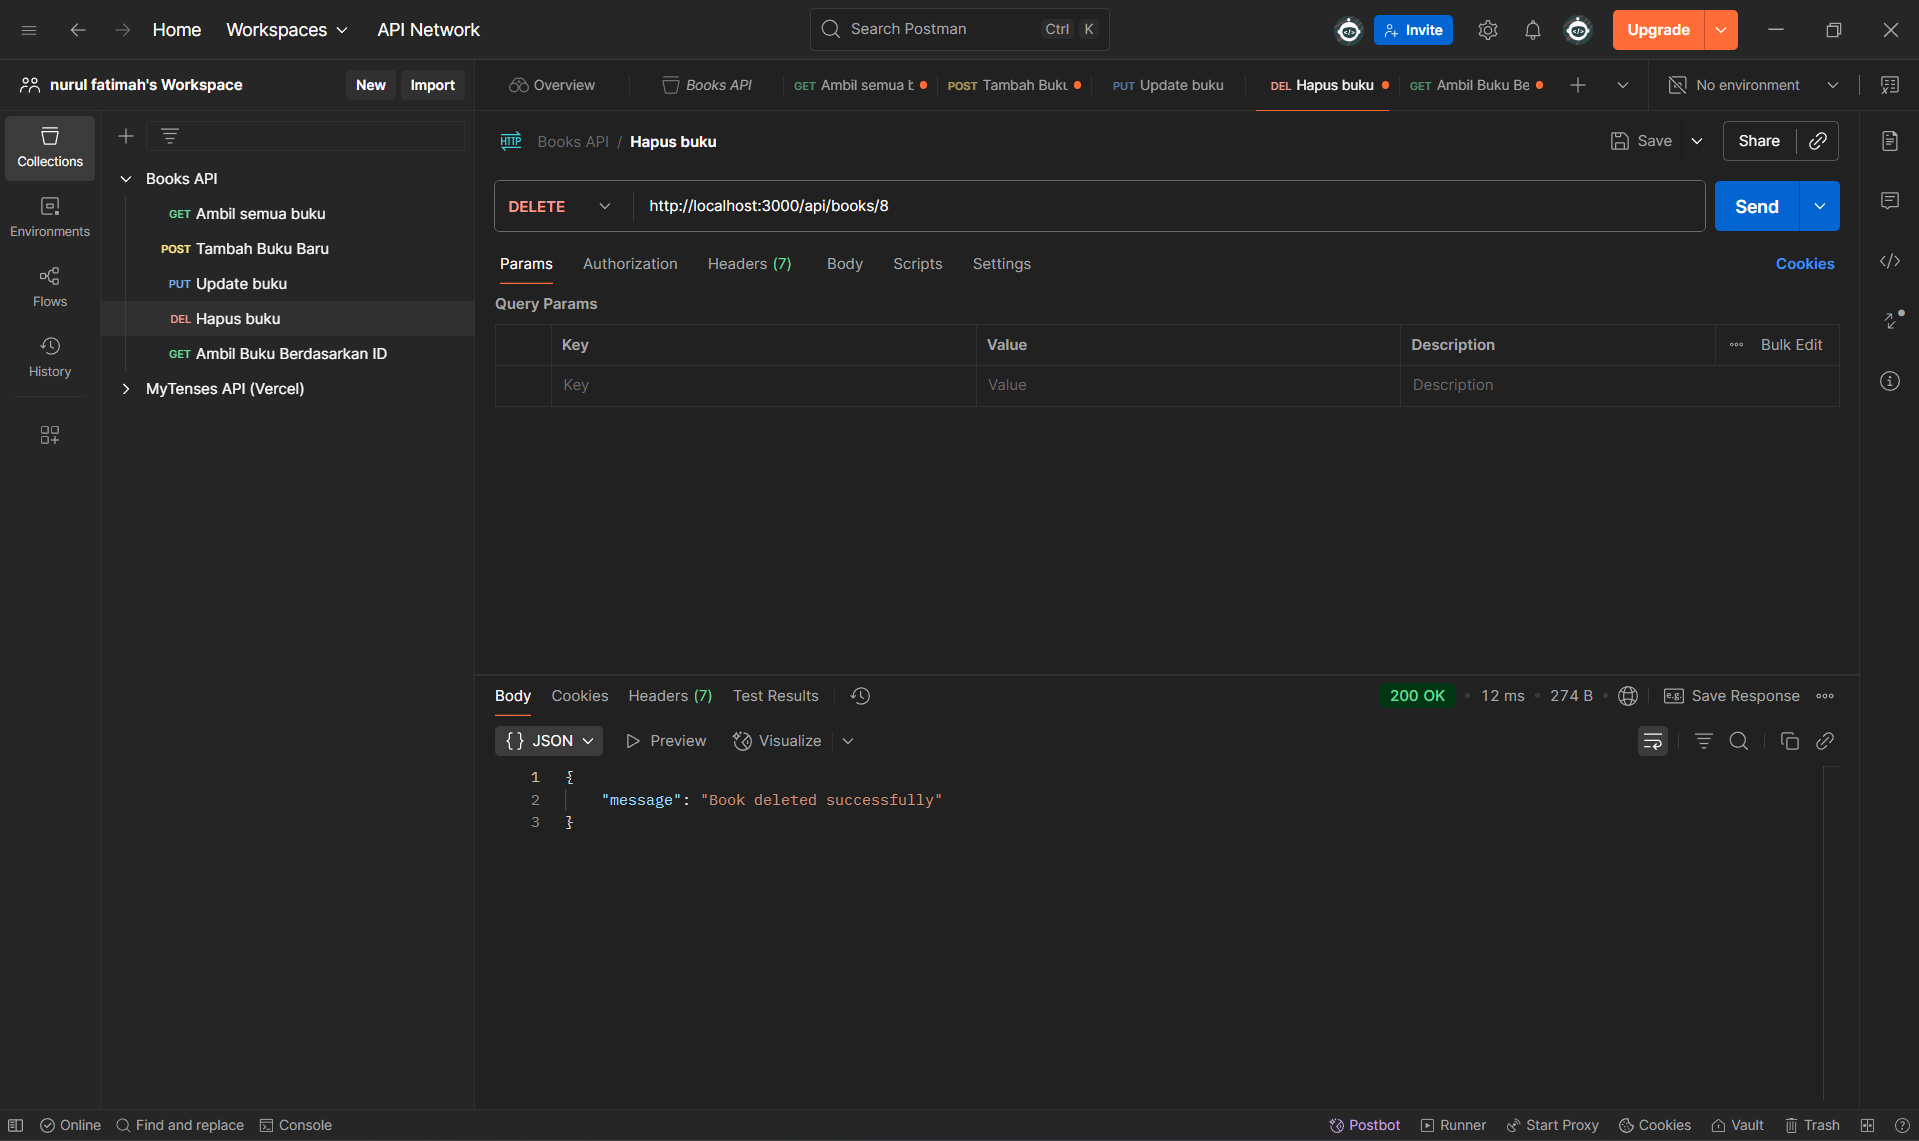 Home Workspaces API Network Search Postman Ctrl K Invite Upgrade
nurul fatimah's Workspace New Import
Overview Books API GET Ambil semua b POST Tambah Buku PUT Update buku DEL Hapus buku GET Ambil Buku Be No environment
Collections
Environments
Flows
History
Books API
GET Ambil semua buku
POST Tambah Buku Baru
PUT Update buku
DEL Hapus buku
GET Ambil Buku Berdasarkan ID
MyTenses API (Vercel)
HTTP Books API / Hapus buku Save Share
DELETE http://localhost:3000/api/books/8 Send
Params Authorization Headers (7) Body Scripts Settings Cookies
Query Params
Key Value Description Bulk Edit
Key Value Description
Body Cookies Headers (7) Test Results 200 OK 12 ms 274 B e.g. Save Response
{} JSON Preview Visualize
1 {
2 "message": "Book deleted successfully"
3 }
Online Find and replace Console Postbot Runner Start Proxy Cookies Vault Trash